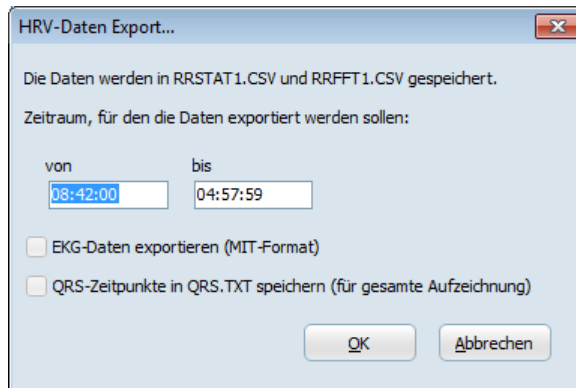 HRV-Daten Export...
Die Daten werden in RRSTAT1.CSV und RRFFT1.CSV gespeichert.
Zeitraum, für den die Daten exportiert werden sollen:
von bis
08:42:00 04:57:59
EKG-Daten exportieren (MIT-Format)
QRS-Zeitpunkte in QRS.TXT speichern (für gesamte Aufzeichnung)
OK Abbrechen